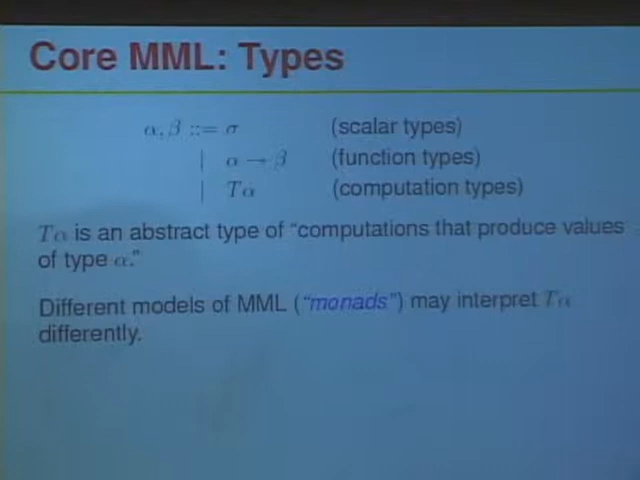 Core MML: Types
α, β ::= σ (scalar types)
| α → β (function types)
| Tα (computation types)
Tα is an abstract type of “computations that produce values
of type α.”
Different models of MML (“monads”) may interpret Tα
differently.